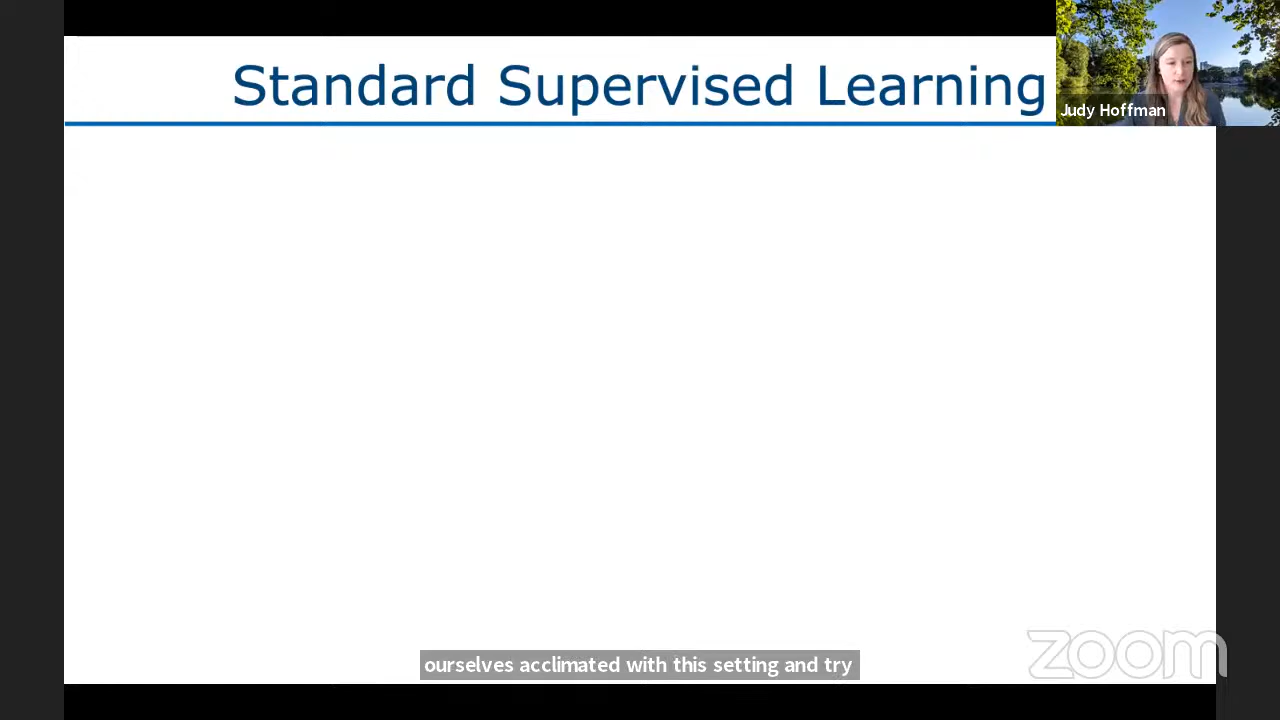 Standard Supervised Learning
Judy Hoffman
ourselves acclimated with this setting and try
zoom